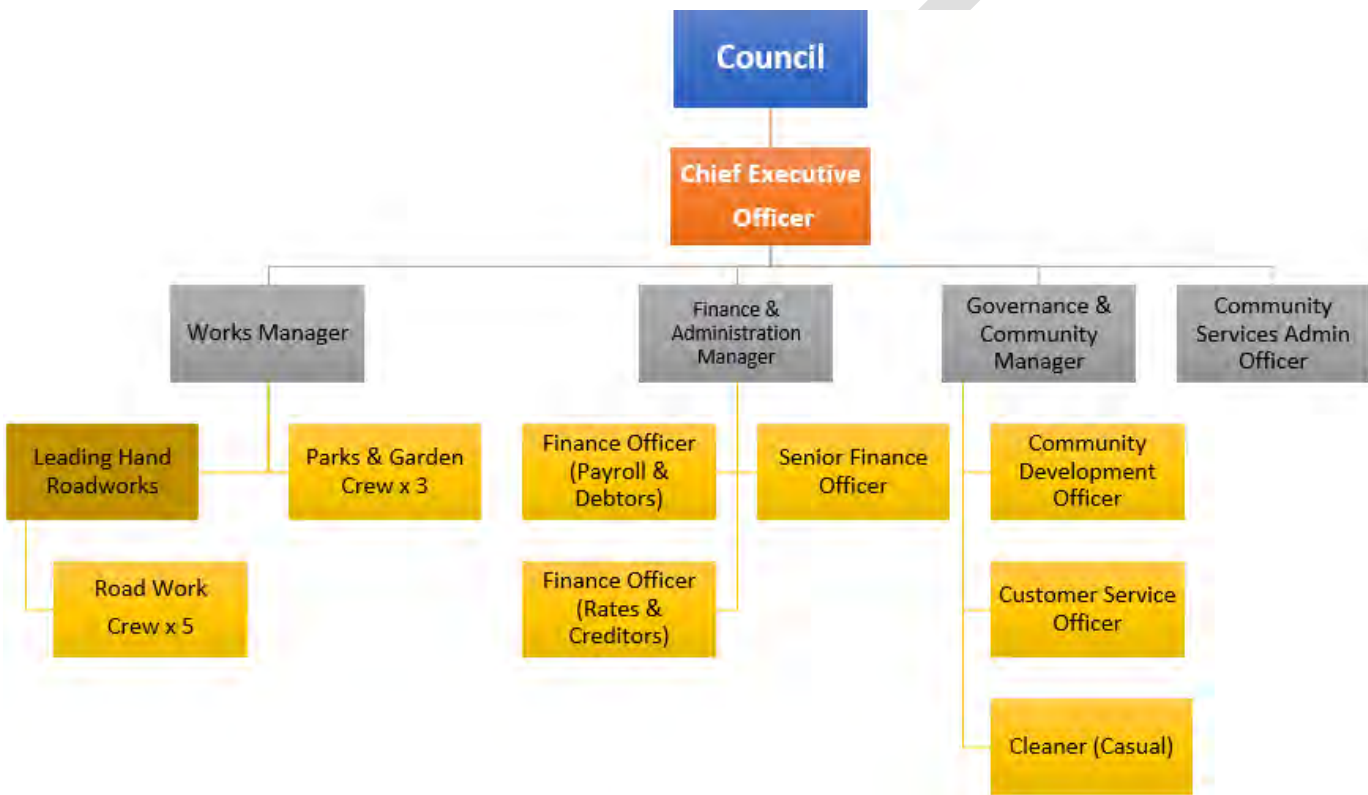 Council
Chief Executive
Officer
Works Manager
Finance &
Administration
Manager
Governance &
Community
Manager
Community
Services Admin
Officer
Leading Hand
Roadworks
Parks & Garden
Crew x 3
Finance Officer
(Payroll &
Debtors)
Senior Finance
Officer
Community
Development
Officer
Road Work
Crew x 5
Finance Officer
(Rates &
Creditors)
Customer Service
Officer
Cleaner (Casual)